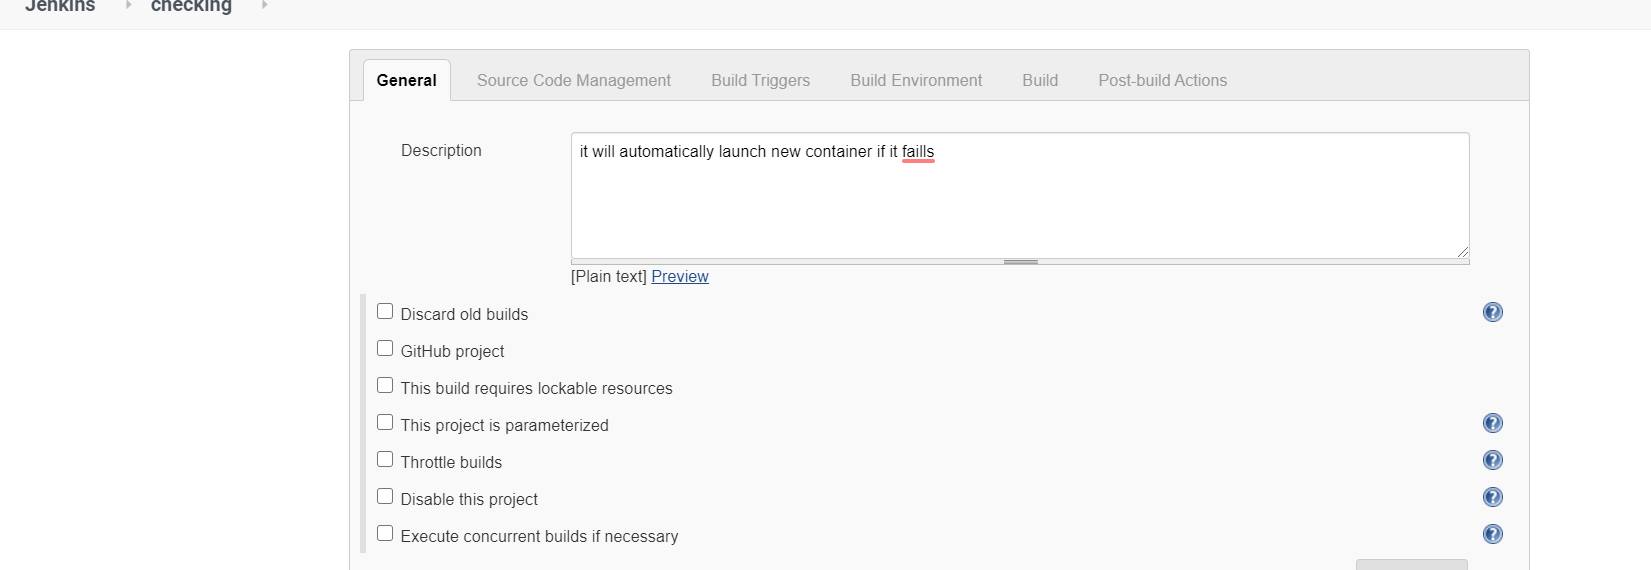 Jenkins checking
General Source Code Management Build Triggers Build Environment Build Post-build Actions
Description it will automatically launch new container if it faills
[Plain text] Preview
Discard old builds
GitHub project
This build requires lockable resources
This project is parameterized
Throttle builds
Disable this project
Execute concurrent builds if necessary